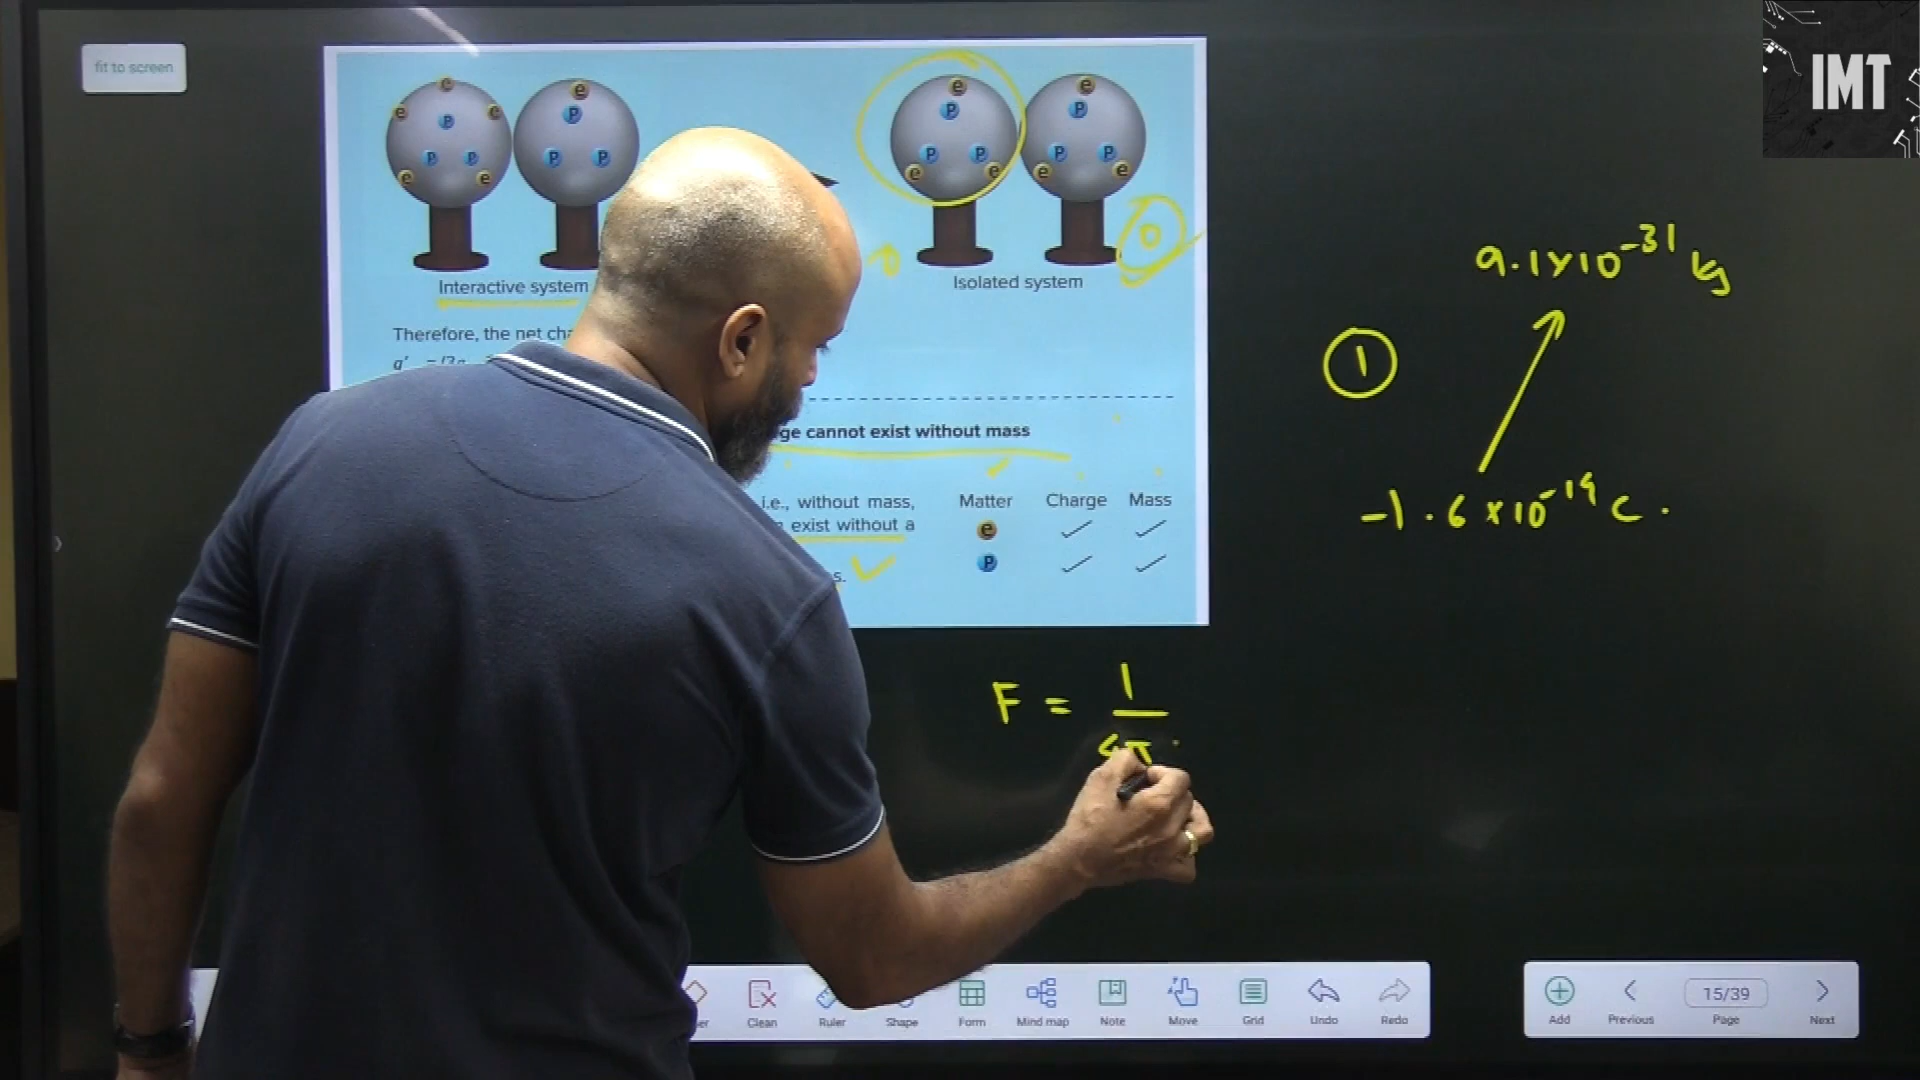 fit to screen
IMT
e
e e
P
P P
e e
e
P
P P
e
P
P P
e e
e
P
P P
e e
0
Interactive system
Isolated system
9.1×10⁻³¹ kg
1
Therefore, the net cha
ge cannot exist without mass
i.e., without mass,
exist without a
s.
Matter Charge Mass
e ✓ ✓
P ✓ ✓
-1.6×10⁻¹⁹ C.
F = 1
4π
Clean Ruler Shape Form Mind map Note Move Grid Undo Redo
Add Previous Page Next
15/39